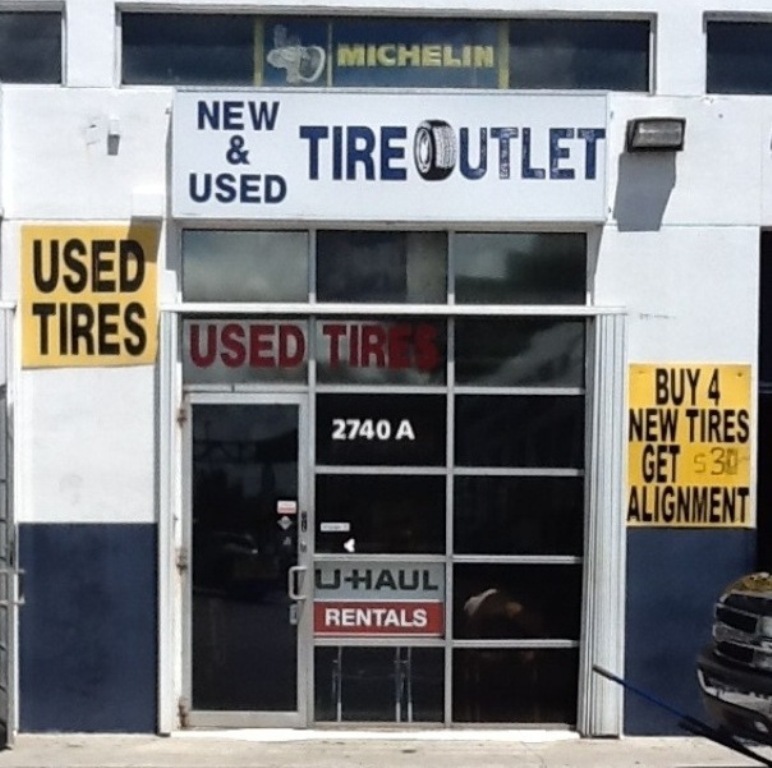 MICHELIN
NEW
&
USED
TIRE OUTLET
USED
TIRES
USED TIRES
2740 A
BUY 4
NEW TIRES
GET $30
ALIGNMENT
U-HAUL
RENTALS